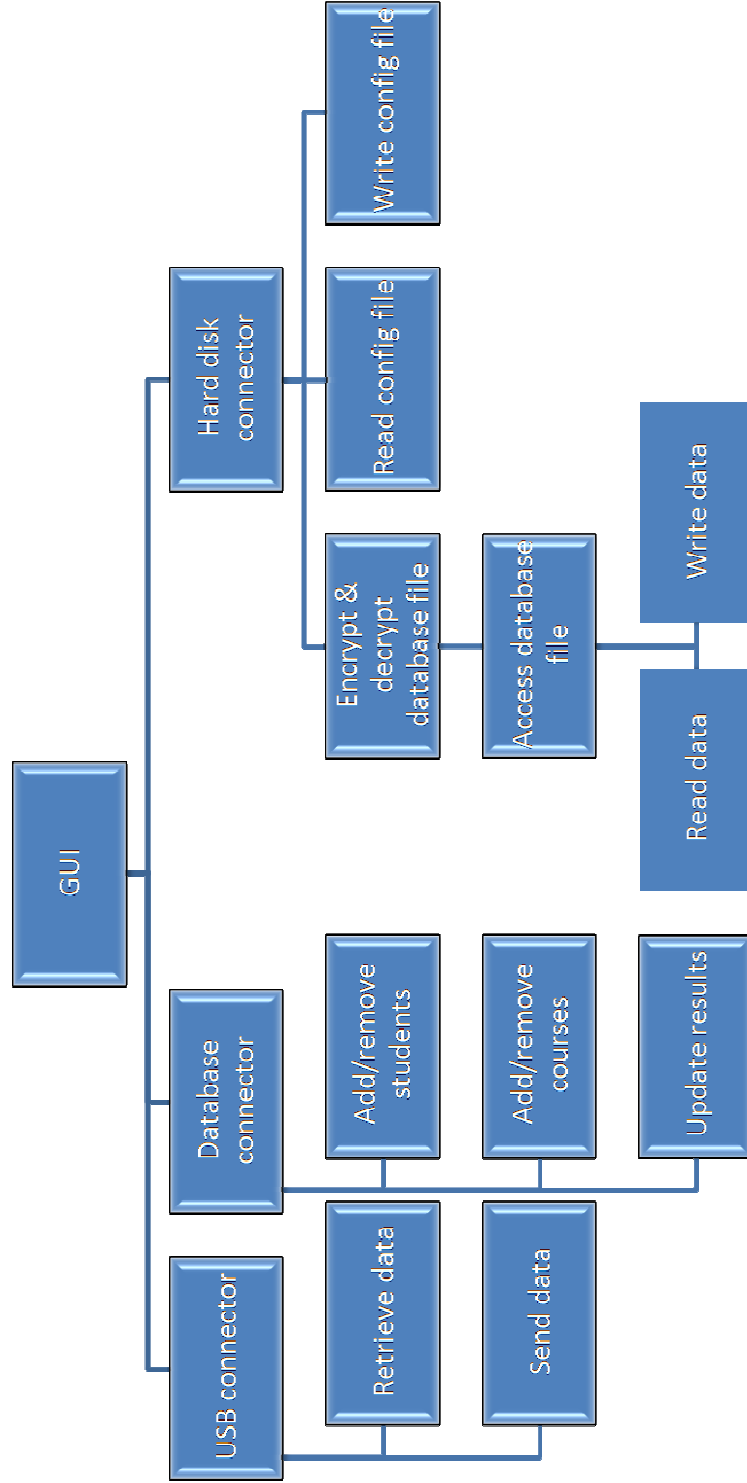 GUI
USB connector
Retrieve data
Send data
Database
connector
Add/remove
students
Add/remove
courses
Update results
Hard disk
connector
Encrypt &
decrypt
database file
Access database
file
Read data
Write data
Read config file
Write config file